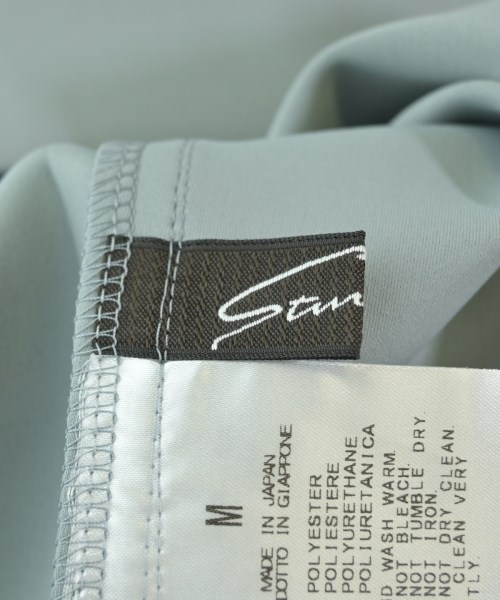 M
MADE IN JAPAN
DOTTO IN GIAPPONE
POLYESTER
POLIESTERE
POLYURETHANE
POLIURETANICA
D WASH WARM.
NOT BLEACH.
NOT TUMBLE DRY.
NOT IRON.
NOT DRY CLEAN.
CLEAN VERY
TLY.